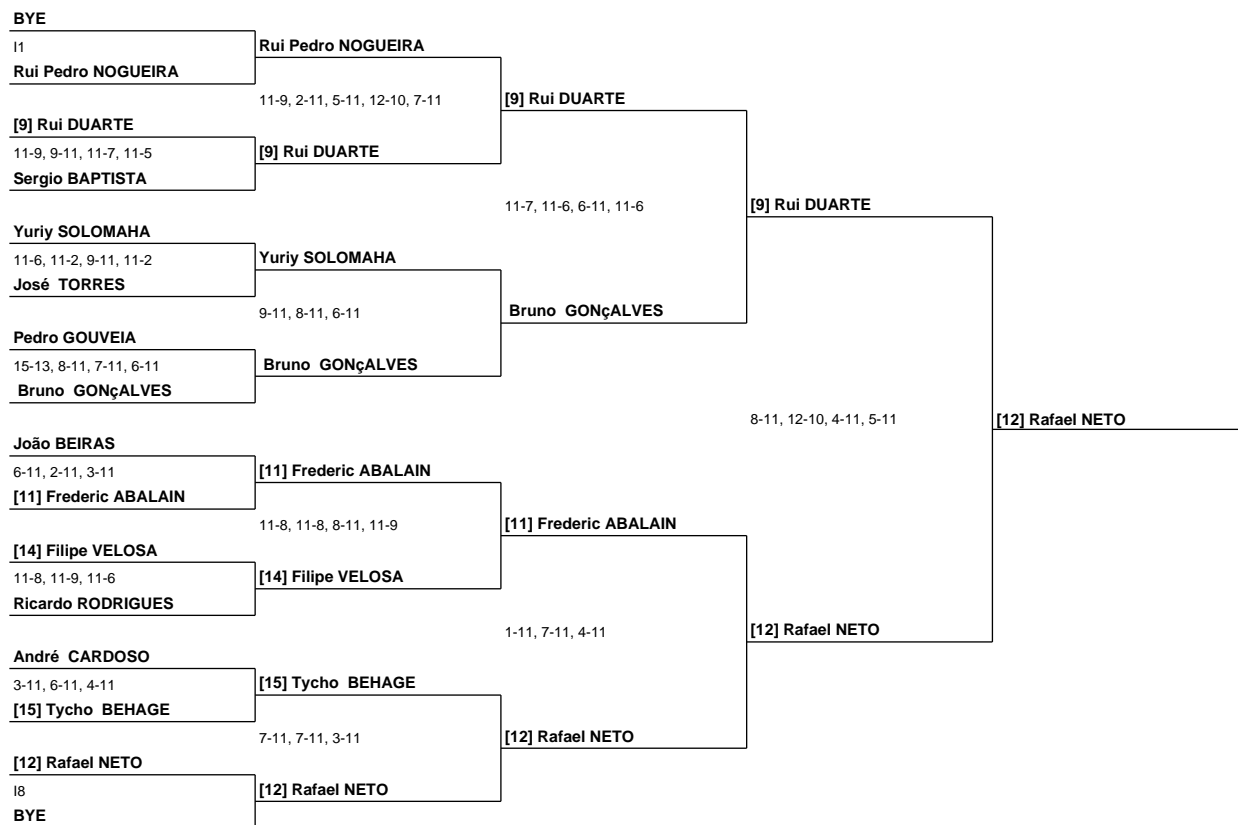 BYE
I1
Rui Pedro NOGUEIRA
Rui Pedro NOGUEIRA
11-9, 2-11, 5-11, 12-10, 7-11
[9] Rui DUARTE
[9] Rui DUARTE
11-9, 9-11, 11-7, 11-5
[9] Rui DUARTE
Sergio BAPTISTA
11-7, 11-6, 6-11, 11-6
[9] Rui DUARTE
Yuriy SOLOMAHA
11-6, 11-2, 9-11, 11-2
Yuriy SOLOMAHA
José TORRES
9-11, 8-11, 6-11
Bruno GONçALVES
Pedro GOUVEIA
15-13, 8-11, 7-11, 6-11
Bruno GONçALVES
Bruno GONçALVES
8-11, 12-10, 4-11, 5-11
[12] Rafael NETO
João BEIRAS
6-11, 2-11, 3-11
[11] Frederic ABALAIN
[11] Frederic ABALAIN
11-8, 11-8, 8-11, 11-9
[11] Frederic ABALAIN
[14] Filipe VELOSA
11-8, 11-9, 11-6
[14] Filipe VELOSA
Ricardo RODRIGUES
1-11, 7-11, 4-11
[12] Rafael NETO
André CARDOSO
3-11, 6-11, 4-11
[15] Tycho BEHAGE
[15] Tycho BEHAGE
7-11, 7-11, 3-11
[12] Rafael NETO
[12] Rafael NETO
I8
[12] Rafael NETO
BYE